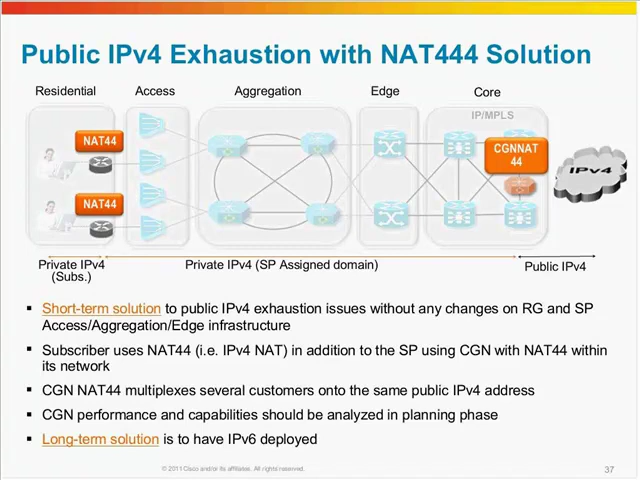 Public IPv4 Exhaustion with NAT444 Solution
Residential
Access
Aggregation
Edge
Core
IP/MPLS
NAT44
CGNNAT
44
IPv4
NAT44
Private IPv4
(Subs.)
Private IPv4 (SP Assigned domain)
Public IPv4
▪ Short-term solution to public IPv4 exhaustion issues without any changes on RG and SP
Access/Aggregation/Edge infrastructure
▪ Subscriber uses NAT44 (i.e. IPv4 NAT) in addition to the SP using CGN with NAT44 within
its network
▪ CGN NAT44 multiplexes several customers onto the same public IPv4 address
▪ CGN performance and capabilities should be analyzed in planning phase
▪ Long-term solution is to have IPv6 deployed
© 2011 Cisco and/or its affiliates. All rights reserved.
37